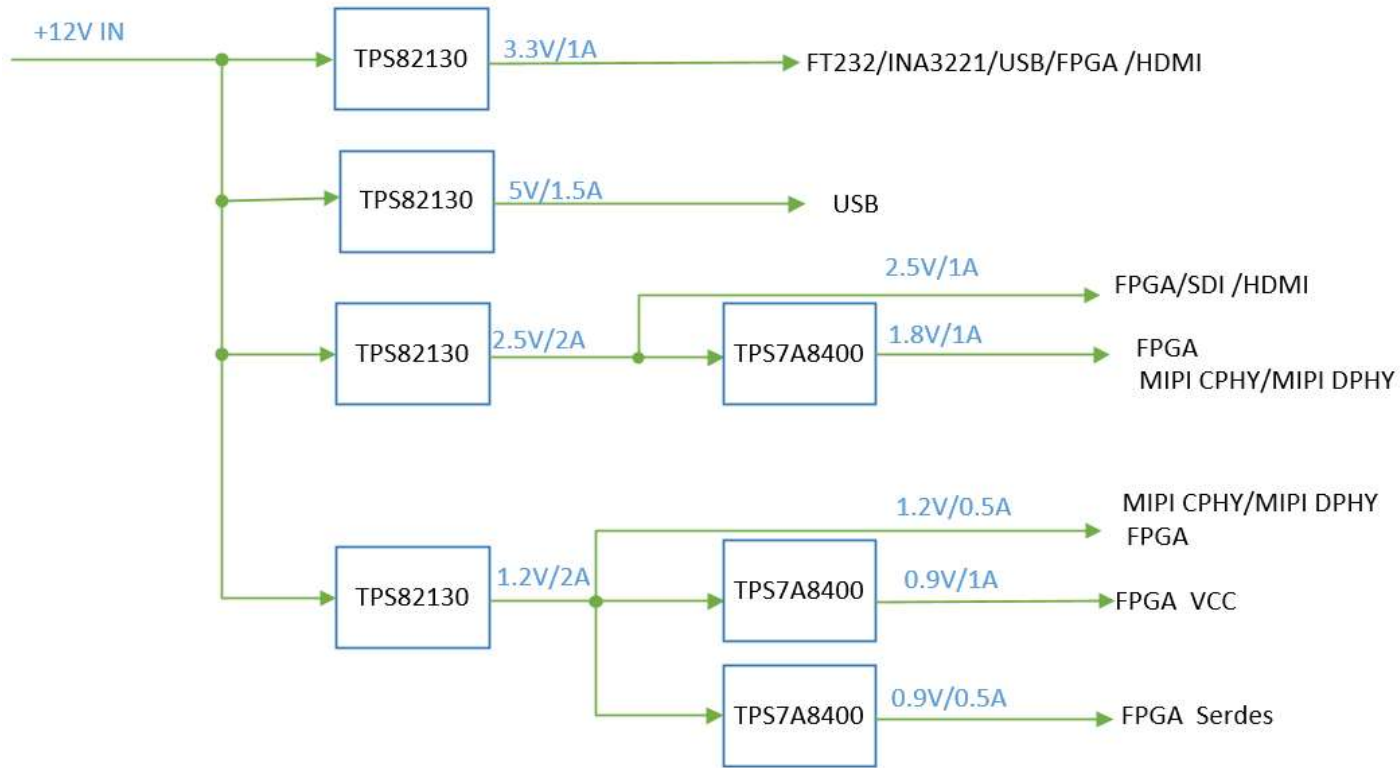 +12V IN
TPS82130
3.3V/1A
FT232/INA3221/USB/FPGA /HDMI
TPS82130
5V/1.5A
USB
2.5V/1A
FPGA/SDI /HDMI
TPS82130
2.5V/2A
TPS7A8400
1.8V/1A
FPGA
MIPI CPHY/MIPI DPHY
1.2V/0.5A
MIPI CPHY/MIPI DPHY
FPGA
TPS82130
1.2V/2A
TPS7A8400
0.9V/1A
FPGA VCC
TPS7A8400
0.9V/0.5A
FPGA Serdes